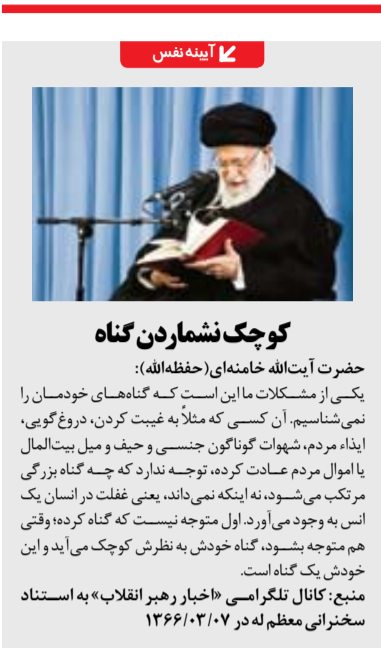 آیینه نفس
کوچک نشمردن گناه
حضرت آیت‌الله خامنه‌ای(حفظه‌الله):
یکی از مشکلات ما این است که گناه‌های خودمان را
نمی‌شناسیم. آن کسی که مثلاً به غیبت کردن، دروغ‌گویی،
ایذاء مردم، شهوات گوناگون جنسی و حیف و میل بیت‌المال
یا اموال مردم عادت کرده، توجه ندارد که چه گناه بزرگی
مرتکب می‌شود، نه اینکه نمی‌داند، یعنی غفلت در انسان یک
انس به وجود می‌آورد. اول متوجه نیست که گناه کرده؛ وقتی
هم متوجه بشود، گناه خودش به نظرش کوچک می‌آید و این
خودش یک گناه است.
منبع: کانال تلگرامی «اخبار رهبر انقلاب» به استناد
سخنرانی معظم له در ۱۳۶۶/۰۳/۰۷